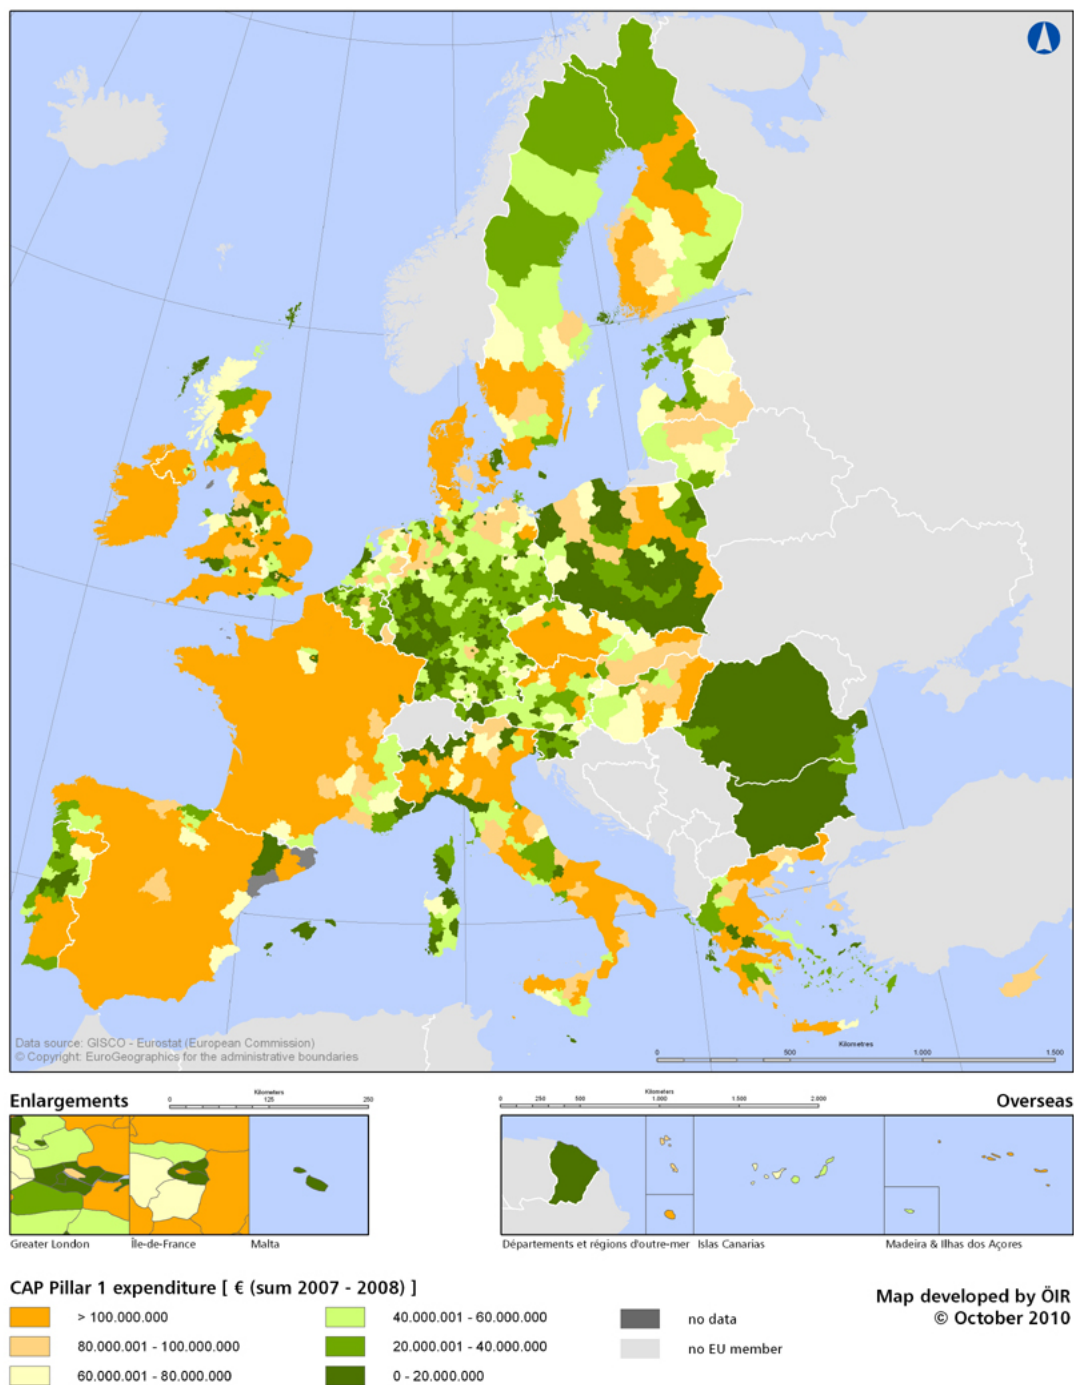 Data source: GISCO - Eurostat (European Commission)
© Copyright: EuroGeographics for the administrative boundaries
Kilometres
0 500 1.000 1.500
Enlargements
Kilometers
0 125 250
Kilometers
0 250 500 1.000 1.500 2.000
Overseas
Greater London
Île-de-France
Malta
Départements et régions d'outre-mer
Islas Canarias
Madeira & Ilhas dos Açores
CAP Pillar 1 expenditure [ € (sum 2007 - 2008) ]
> 100.000.000
80.000.001 - 100.000.000
60.000.001 - 80.000.000
40.000.001 - 60.000.000
20.000.001 - 40.000.000
0 - 20.000.000
no data
no EU member
Map developed by ÖIR
© October 2010